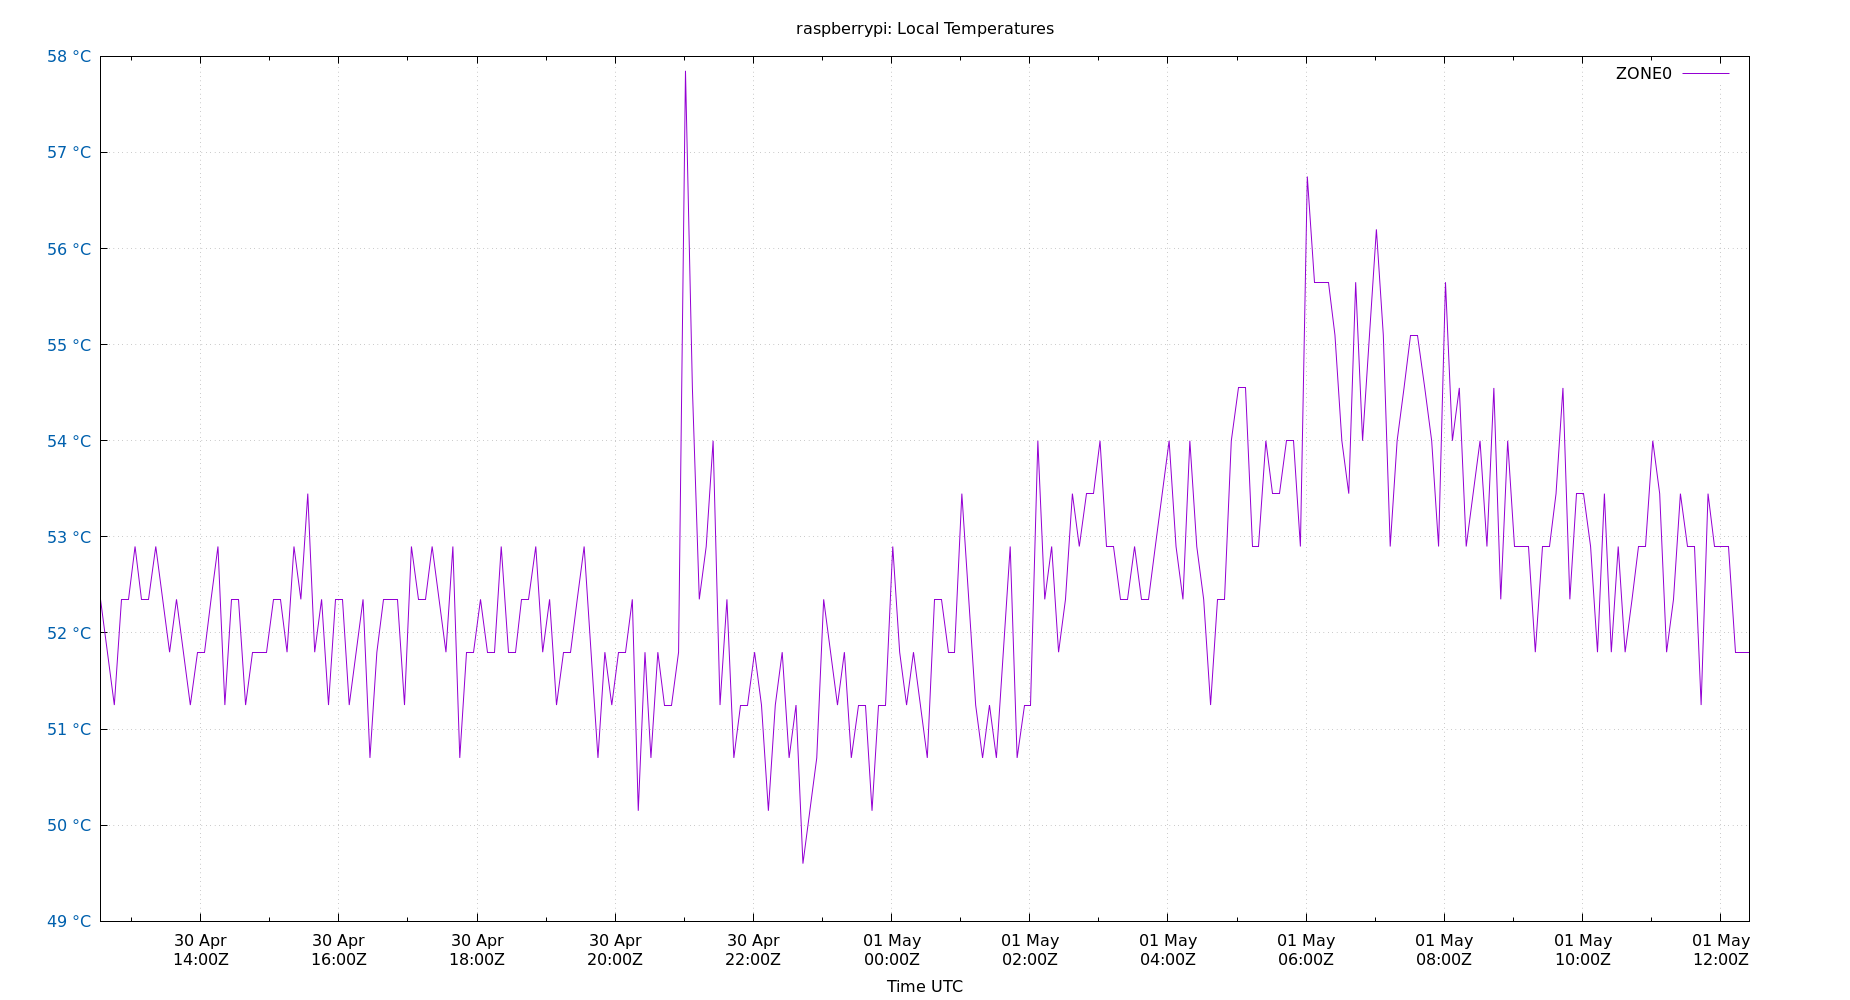 raspberrypi: Local Temperatures
ZONE0
58 °C
57 °C
56 °C
55 °C
54 °C
53 °C
52 °C
51 °C
50 °C
49 °C
30 Apr 30 Apr 30 Apr 30 Apr 30 Apr 01 May 01 May 01 May 01 May 01 May 01 May 01 May
14:00Z 16:00Z 18:00Z 20:00Z 22:00Z 00:00Z 02:00Z 04:00Z 06:00Z 08:00Z 10:00Z 12:00Z
Time UTC